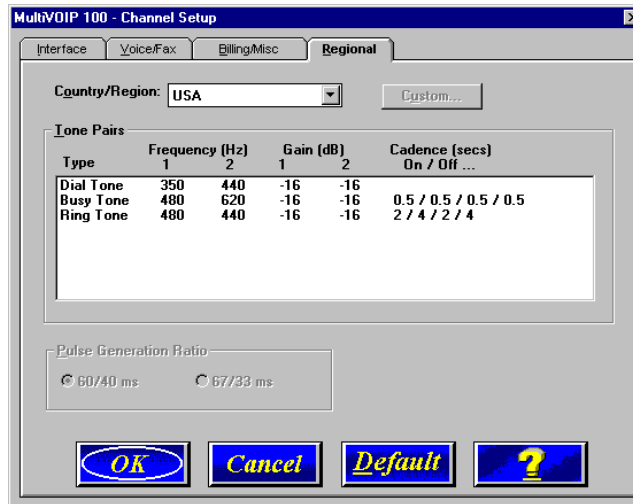 MultiVOIP 100 - Channel Setup
Interface Voice/Fax Billing/Misc Regional
Country/Region: USA Custom...
Tone Pairs
Frequency (Hz) Gain (dB) Cadence (secs)
Type 1 2 1 2 On / Off ...
Dial Tone 350 440 -16 -16
Busy Tone 480 620 -16 -16 0.5 / 0.5 / 0.5 / 0.5
Ring Tone 480 440 -16 -16 2 / 4 / 2 / 4
Pulse Generation Ratio
60/40 ms 67/33 ms
OK Cancel Default ?